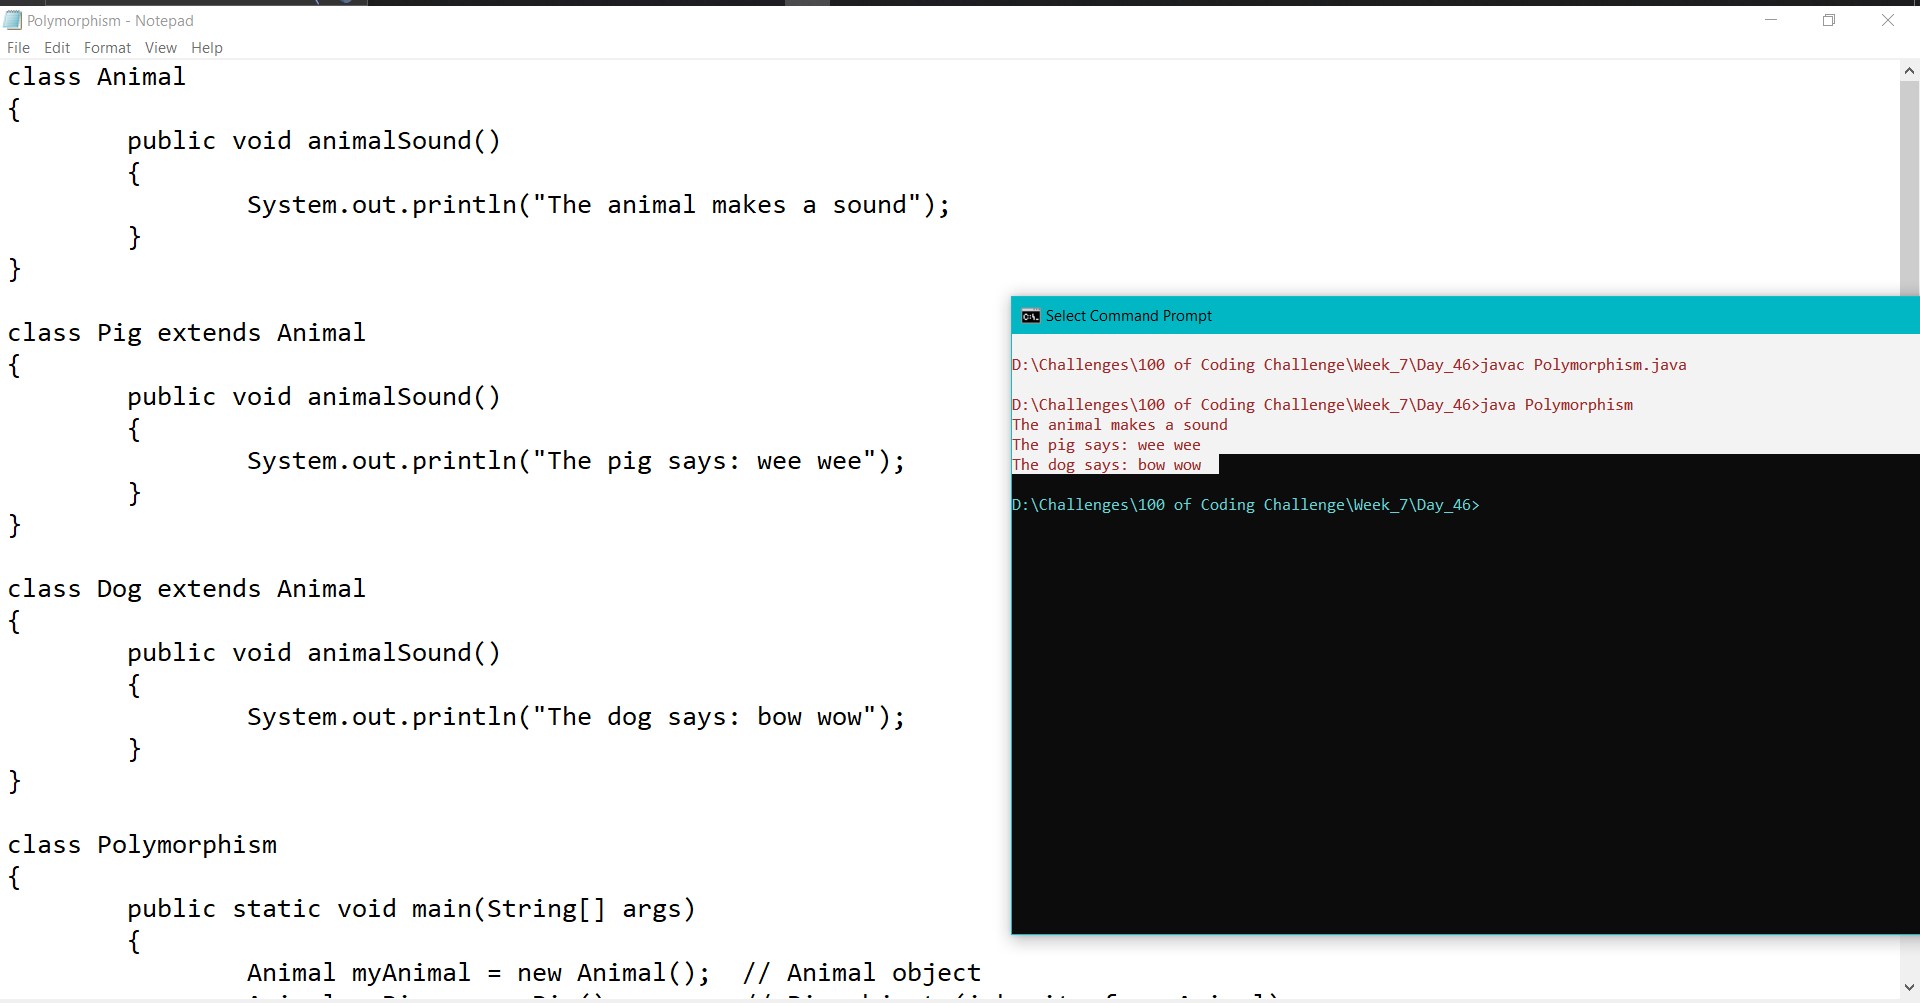 Polymorphism - Notepad
File Edit Format View Help
class Animal
{
public void animalSound()
{
System.out.println("The animal makes a sound");
}
}
class Pig extends Animal
{
public void animalSound()
{
System.out.println("The pig says: wee wee");
}
}
class Dog extends Animal
{
public void animalSound()
{
System.out.println("The dog says: bow wow");
}
}
class Polymorphism
{
public static void main(String[] args)
{
Animal myAnimal = new Animal();  // Animal object
Select Command Prompt
D:\Challenges\100 of Coding Challenge\Week_7\Day_46>javac Polymorphism.java
D:\Challenges\100 of Coding Challenge\Week_7\Day_46>java Polymorphism
The animal makes a sound
The pig says: wee wee
The dog says: bow wow
D:\Challenges\100 of Coding Challenge\Week_7\Day_46>